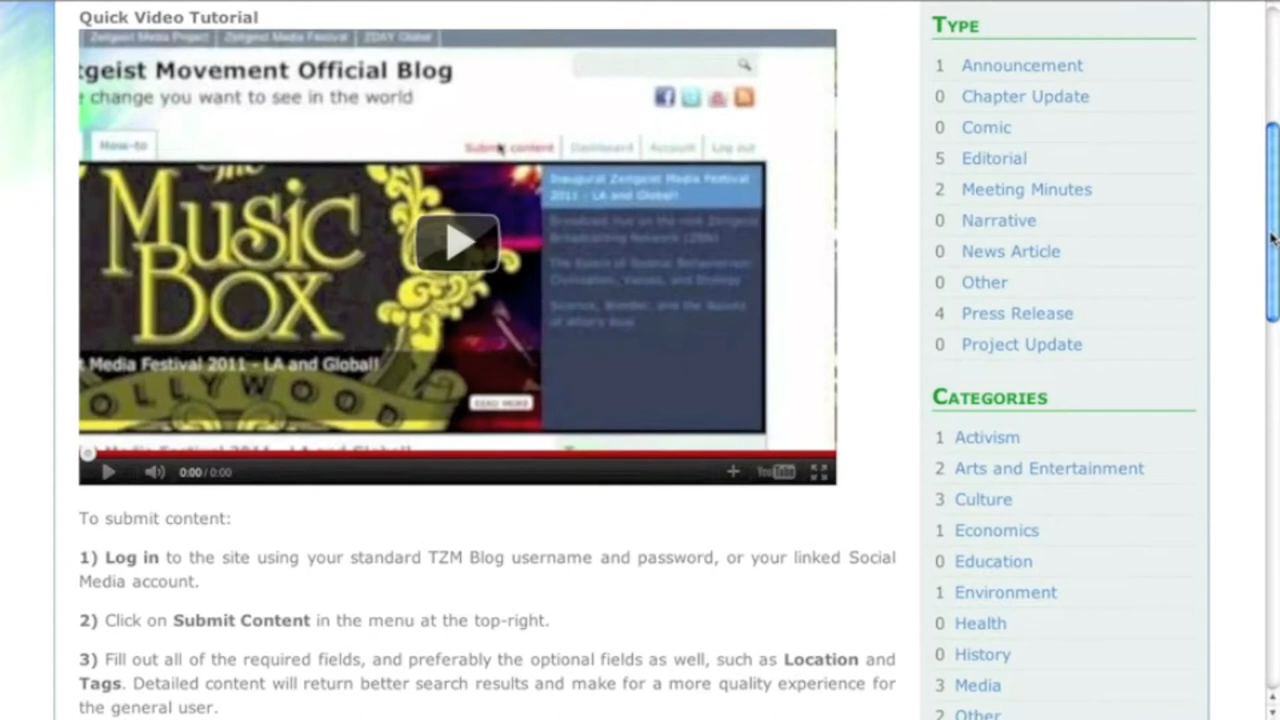 Quick Video Tutorial
Zeitgeist Media Project | Zeitgeist Media Festival | ZDAY Global
tgeist Movement Official Blog
change you want to see in the world
How-to
Submit content | Dashboard | Account | Log out
The
Music
Box
Inaugural Zeitgeist Media Festival
2011 - LA and Global!
Broadcast live on the new Zeitgeist
Broadcasting Network (ZBN)
Civilization, Values, and Biology
Science, Wonder, and the Beauty
t Media Festival 2011 - LA and Global!
OLLYWOOD
READ MORE
t Media Festival 2011 - LA and Global!
0:00 / 0:00
YouTube
To submit content:
1) Log in to the site using your standard TZM Blog username and password, or your linked Social
Media account.
2) Click on Submit Content in the menu at the top-right.
3) Fill out all of the required fields, and preferably the optional fields as well, such as Location and
Tags. Detailed content will return better search results and make for a more quality experience for
the general user.
Type
1 Announcement
0 Chapter Update
0 Comic
5 Editorial
2 Meeting Minutes
0 Narrative
0 News Article
0 Other
4 Press Release
0 Project Update
Categories
1 Activism
2 Arts and Entertainment
3 Culture
1 Economics
0 Education
1 Environment
0 Health
0 History
3 Media
2 Other